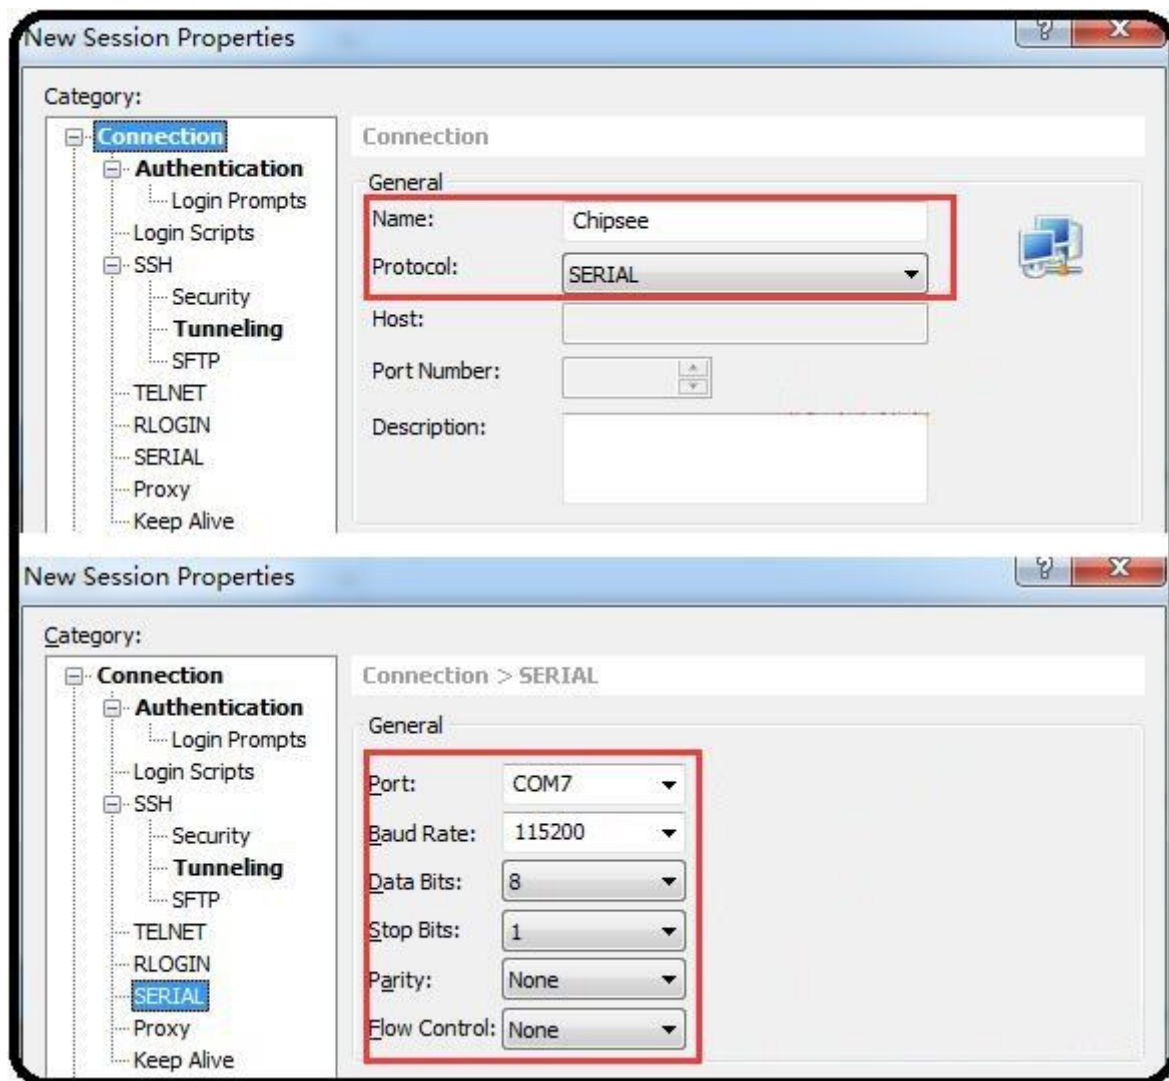 New Session Properties
Category:
Connection
Authentication
Login Prompts
Login Scripts
SSH
Security
Tunneling
SFTP
TELNET
RLOGIN
SERIAL
Proxy
Keep Alive
Connection
General
Name: Chipsee
Protocol: SERIAL
Host:
Port Number:
Description:
New Session Properties
Category:
Connection
Authentication
Login Prompts
Login Scripts
SSH
Security
Tunneling
SFTP
TELNET
RLOGIN
SERIAL
Proxy
Keep Alive
Connection > SERIAL
General
Port: COM7
Baud Rate: 115200
Data Bits: 8
Stop Bits: 1
Parity: None
Flow Control: None